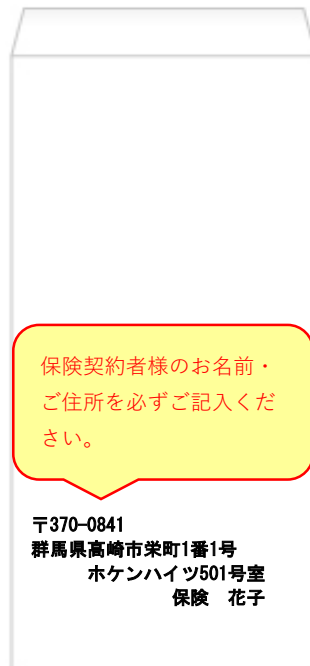 保険契約者様のお名前・
ご住所を必ずご記入くだ
さい。
〒370-0841
群馬県高崎市栄町1番1号
ホケンハイツ501号室
保険　花子